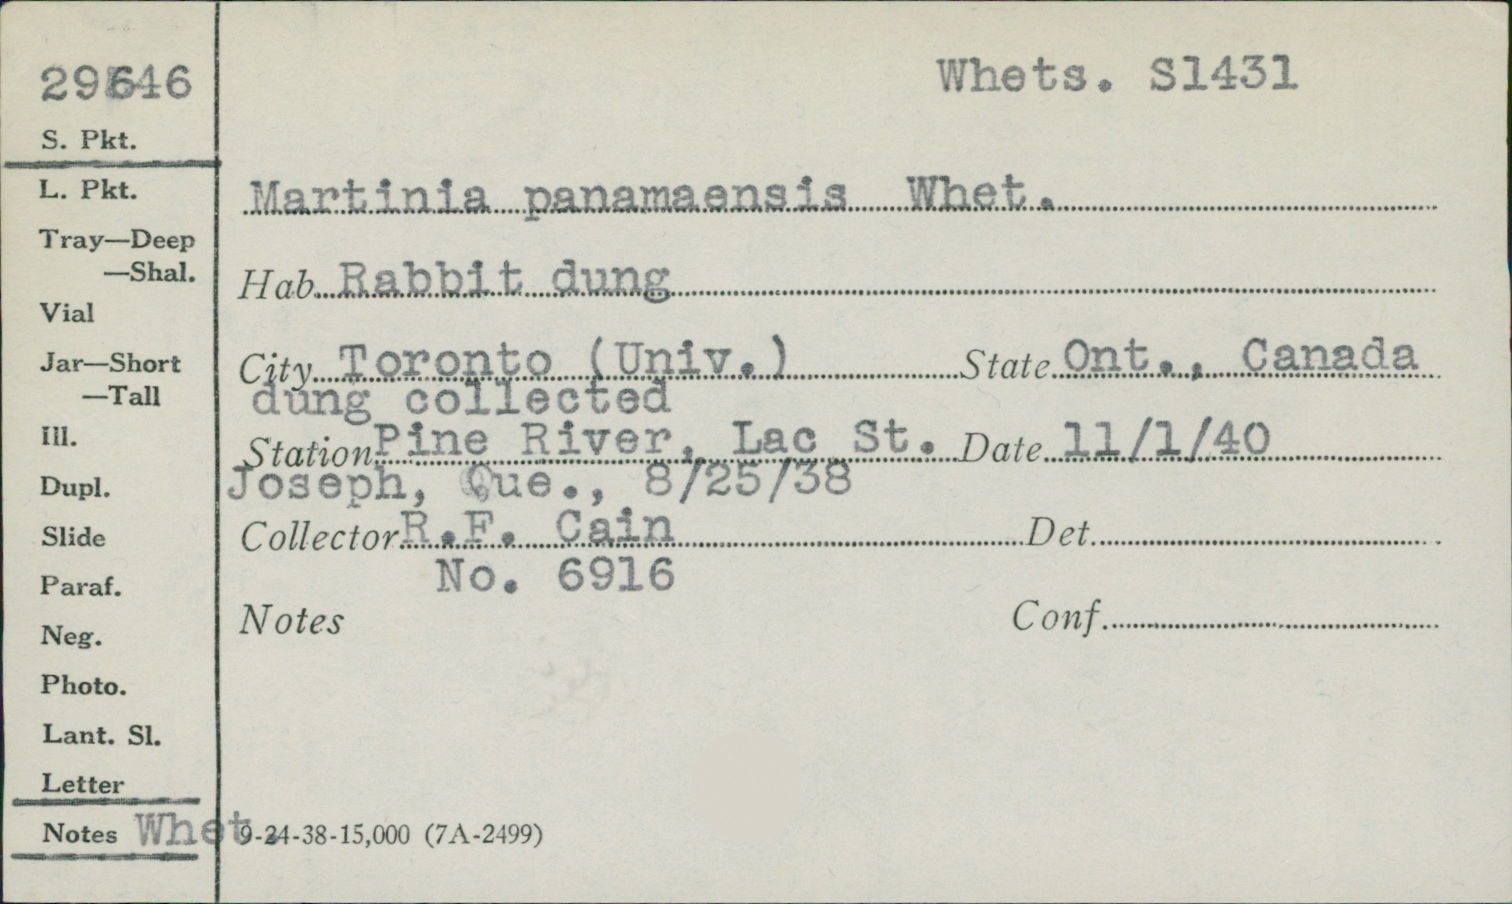 S. Pkt.
L. Pkt.
Tray—Deep
—Shal.
Vial
Jar—Short
—Tall
Ill.
Dupl.
Slide
Paraf.
Neg.
Photo.
Lant. Sl.
Letter
Notes Whet.
Whets. S1431
Martinia panamaensis Whet.
Hab. Rabbit dung
City Toronto (Univ.) State Ont., Canada
dung collected
Station Pine River, Lac St. Date 11/1/40
Joseph, Que., 8/25/38
Collector R.F. Cain Det.
No. 6916
Notes Conf.
9-24-38-15,000 (7A-2499)